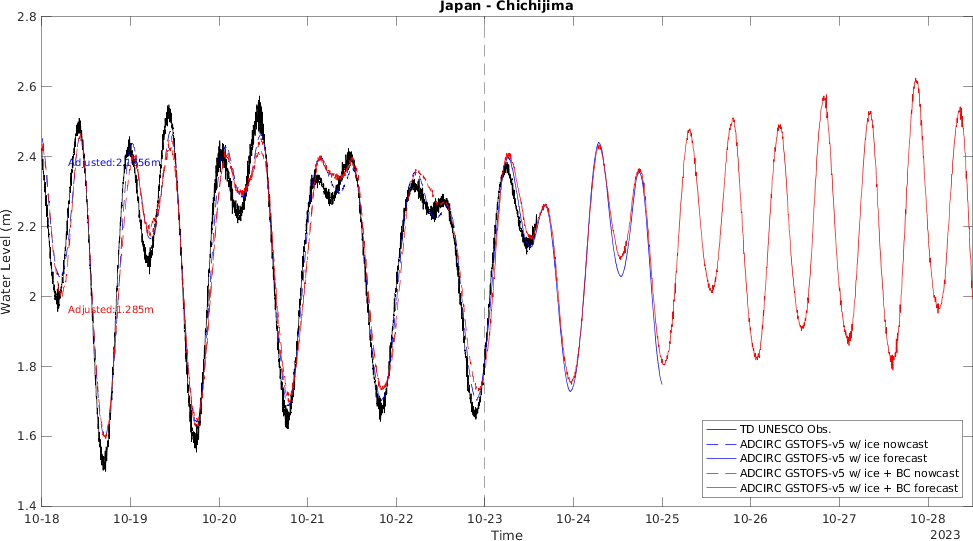 Japan - Chichijima
2.8
2.6
2.4
2.2
2
1.8
1.6
1.4
Water Level (m)
Adjusted:1.285m
TD UNESCO Obs.
ADCIRC GSTOFS-v5 w/ ice nowcast
ADCIRC GSTOFS-v5 w/ ice forecast
ADCIRC GSTOFS-v5 w/ ice + BC nowcast
ADCIRC GSTOFS-v5 w/ ice + BC forecast
10-18 10-19 10-20 10-21 10-22 10-23 10-24 10-25 10-26 10-27 10-28
Time
2023